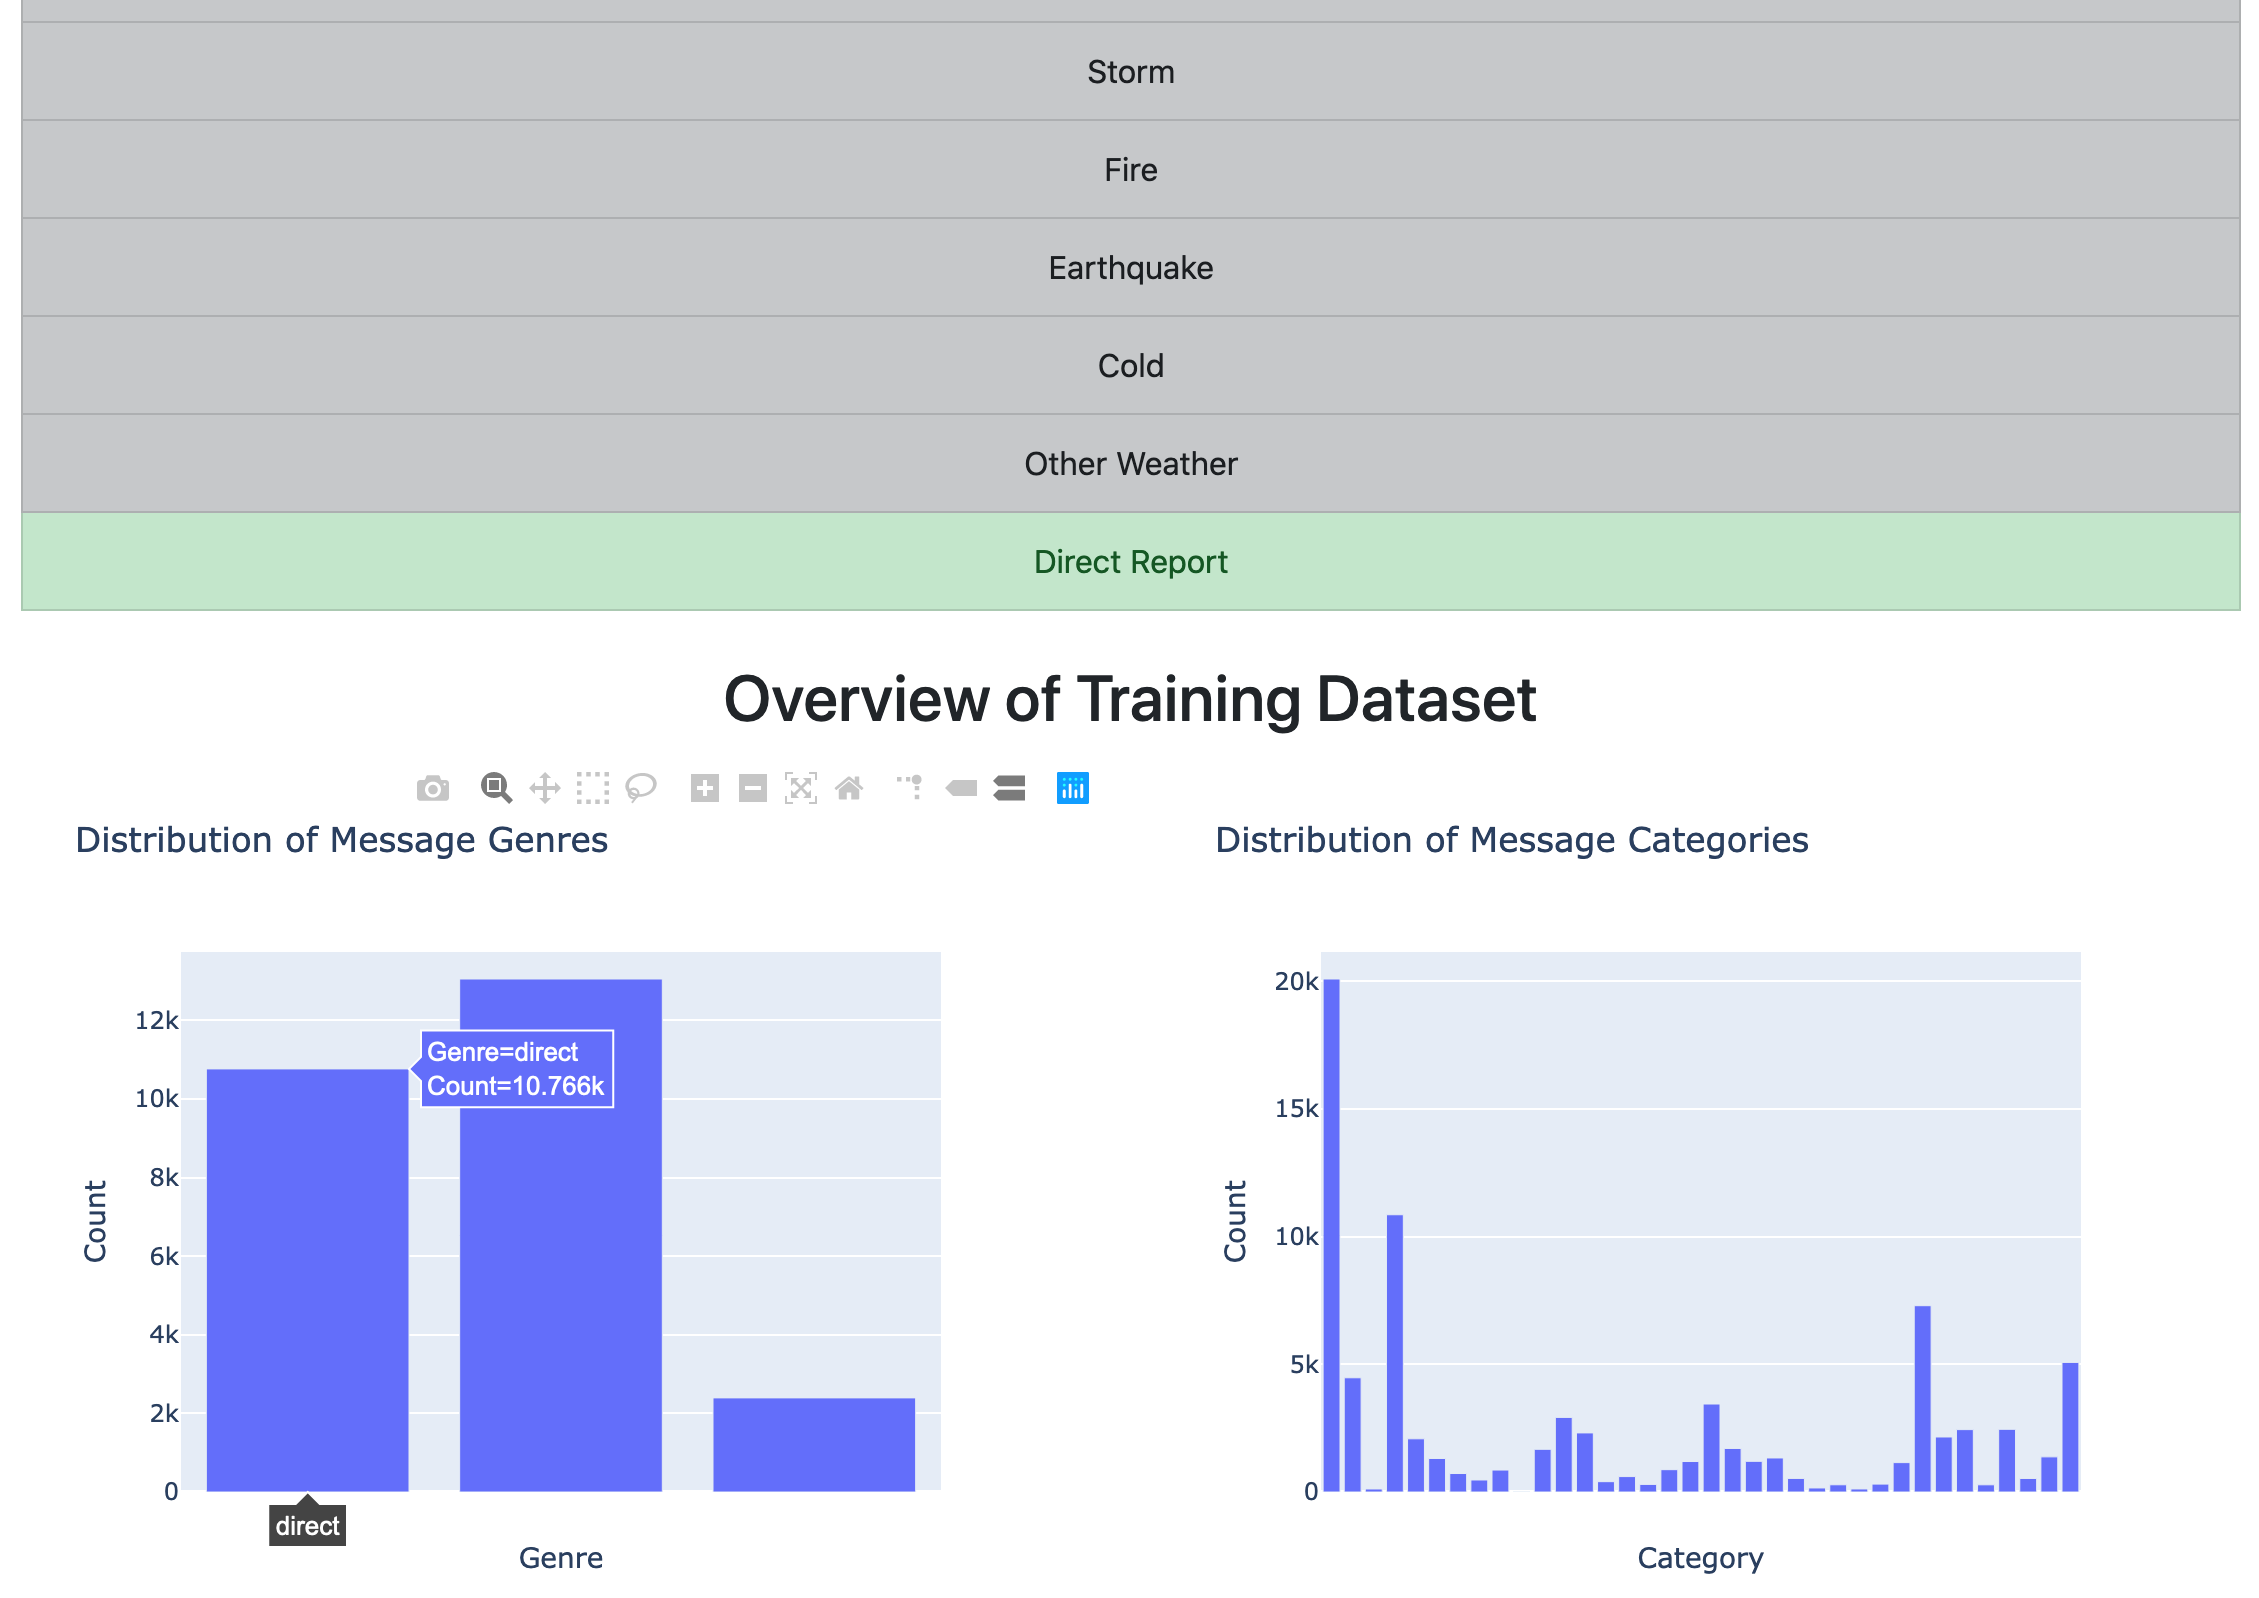 Storm
Fire
Earthquake
Cold
Other Weather
Direct Report
Overview of Training Dataset
Distribution of Message Genres
12k
10k
8k
6k
4k
2k
0
Count
Genre=direct
Count=10.766k
direct
Genre
Distribution of Message Categories
20k
15k
10k
5k
0
Count
Category